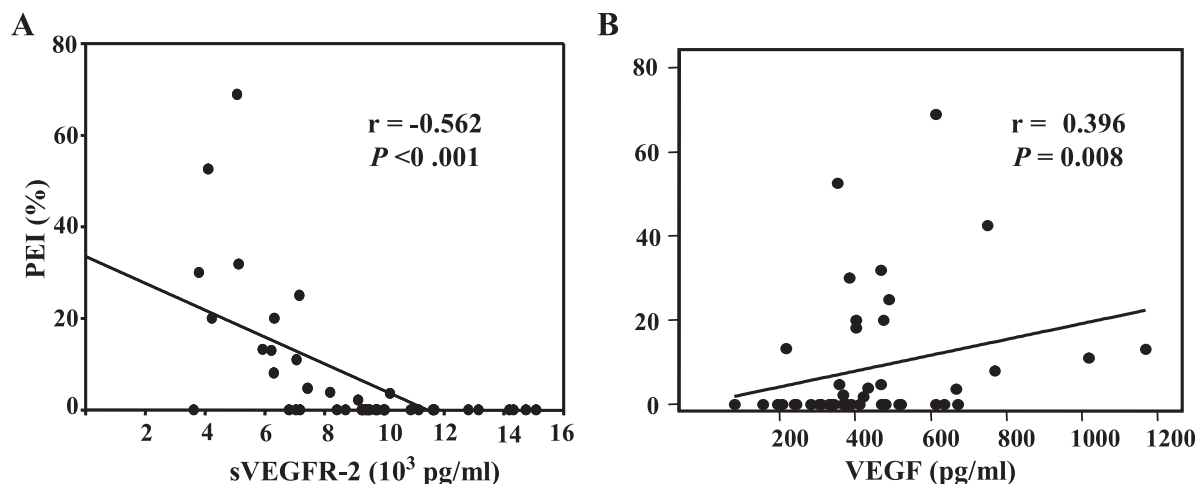 A
80
60
40
20
0
PEI (%)
r = -0.562
P <0 .001
2 4 6 8 10 12 14 16
sVEGFR-2 (10³ pg/ml)
B
80
60
40
20
0
r = 0.396
P = 0.008
200 400 600 800 1000 1200
VEGF (pg/ml)